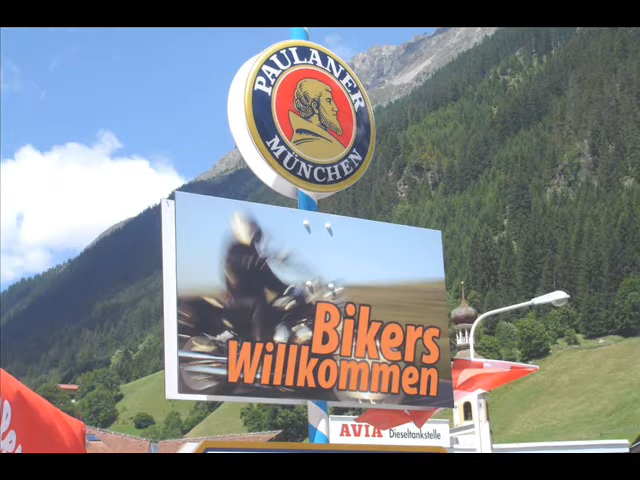 PAULANER
MÜNCHEN
Bikers
Willkommen
AVIA Dieseltankstelle